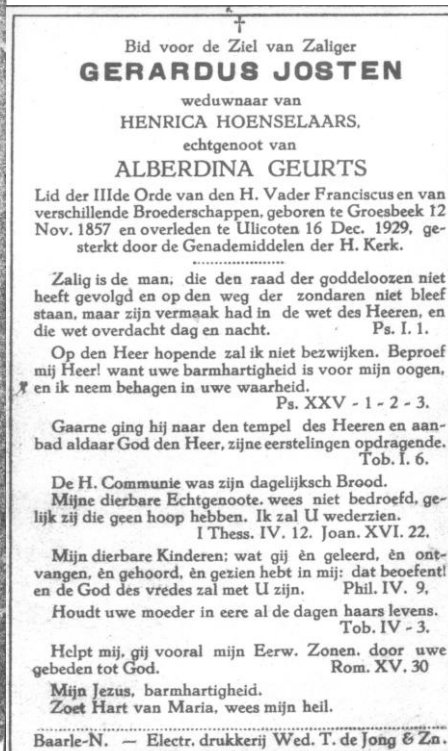 Bid voor de Ziel van Zaliger
GERARDUS JOSTEN
weduwnaar van
HENRICA HOENSELAARS,
echtgenoot van
ALBERDINA GEURTS
Lid der IIIde Orde van den H. Vader Franciscus en van
verschillende Broederschappen, geboren te Groesbeek 12
Nov. 1857 en overleden te Ulicoten 16 Dec. 1929, ge-
sterkt door de Genademiddelen der H. Kerk.
Zalig is de man, die den raad der goddeloozen niet
heeft gevolgd en op den weg der zondaren niet bleef
staan, maar zijn vermaak had in de wet des Heeren, en
die wet overdacht dag en nacht. Ps. I. 1.
Op den Heer hopende zal ik niet bezwijken. Beproef
mij Heer! want uwe barmhartigheid is voor mijn oogen,
en ik neem behagen in uwe waarheid.
Ps. XXV - 1 - 2 - 3.
Gaarne ging hij naar den tempel des Heeren en aan-
bad aldaar God den Heer, zijne eerstelingen opdragende.
Tob. I. 6.
De H. Communie was zijn dagelijksch Brood.
Mijne dierbare Echtgenoote. wees niet bedroefd, ge-
lijk zij die geen hoop hebben. Ik zal U wederzien.
I Thess. IV. 12. Joan. XVI. 22.
Mijn dierbare Kinderen; wat gij èn geleerd, èn ont-
vangen, èn gehoord, èn gezien hebt in mij: dat beoefent!
en de God des vredes zal met U zijn. Phil. IV. 9,
Houdt uwe moeder in eere al de dagen haars levens.
Tob. IV - 3.
Helpt mij, gij vooral mijn Eerw. Zonen. door uwe
gebeden tot God. Rom. XV. 30
Mijn Jezus, barmhartigheid.
Zoet Hart van Maria, wees mijn heil.
Baarle-N. — Electr. drukkerij Wed. T. de Jong & Zn.